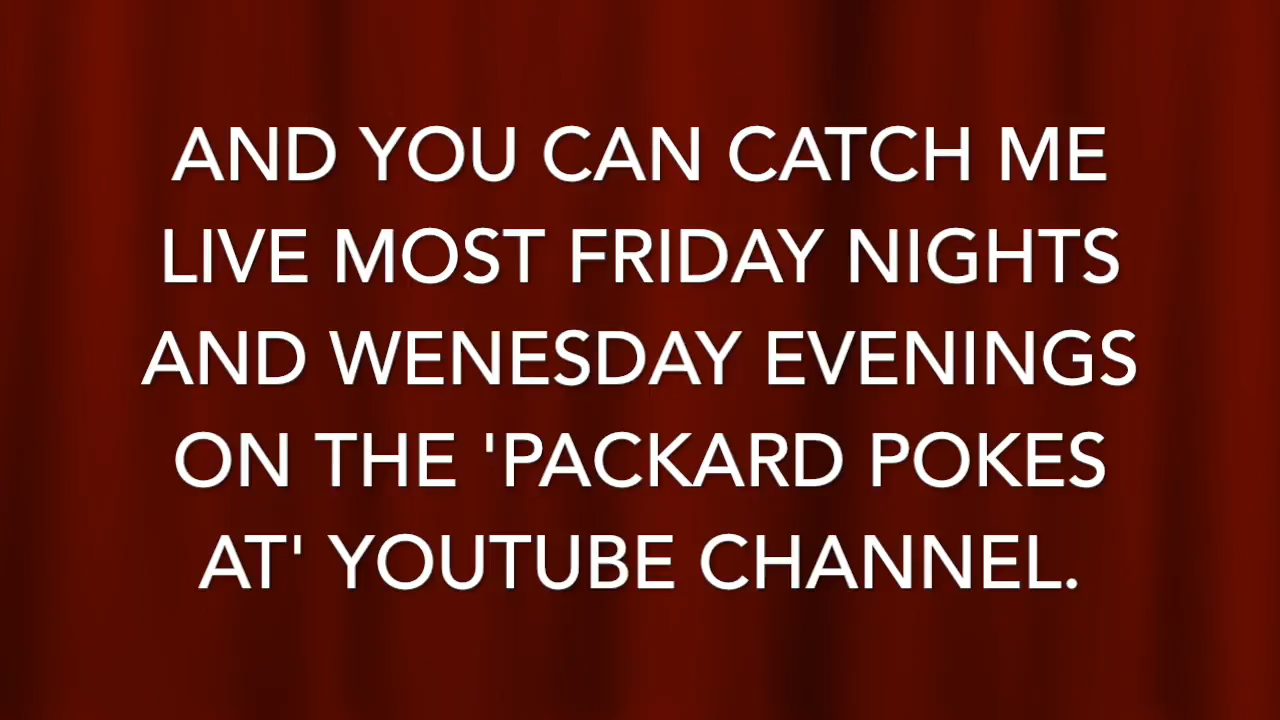 AND YOU CAN CATCH ME
LIVE MOST FRIDAY NIGHTS
AND WENESDAY EVENINGS
ON THE 'PACKARD POKES
AT' YOUTUBE CHANNEL.